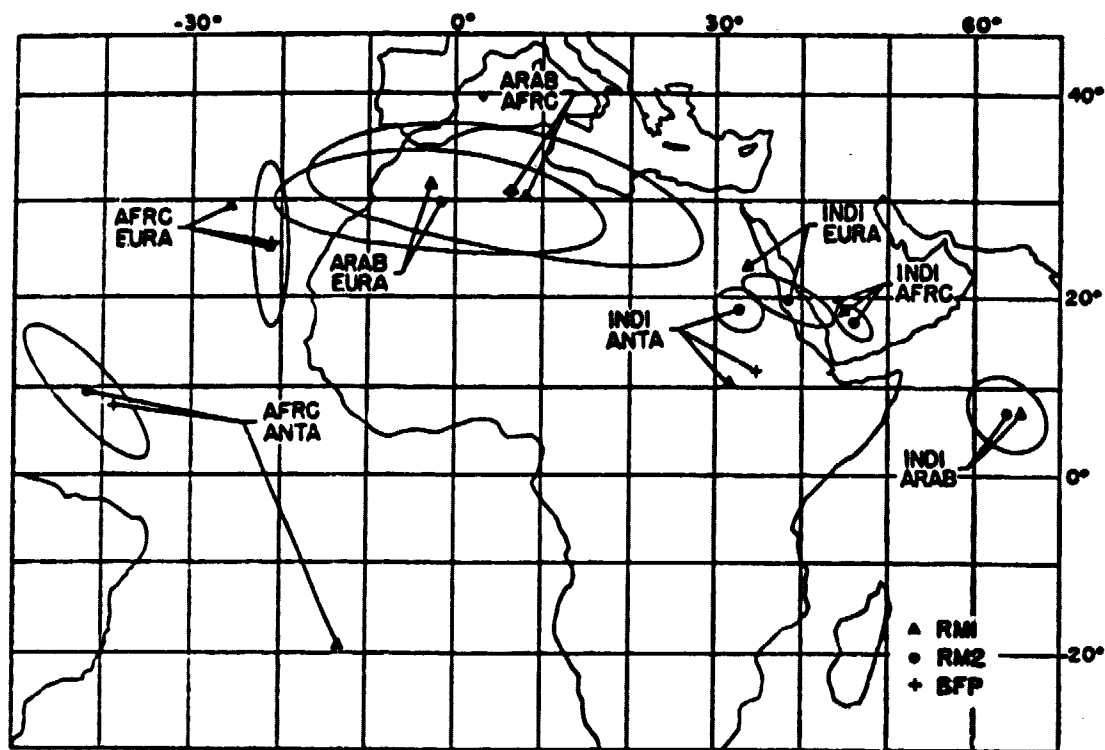 -30° 0° 30° 60°
ARAB
AFRC
40°
AFRC
EURA
INDI
EURA
ARAB
EURA
INDI
AFRC
20°
INDI
ANTA
AFRC
ANTA
INDI
ARAB
0°
RM1
RM2
-20°
BFP